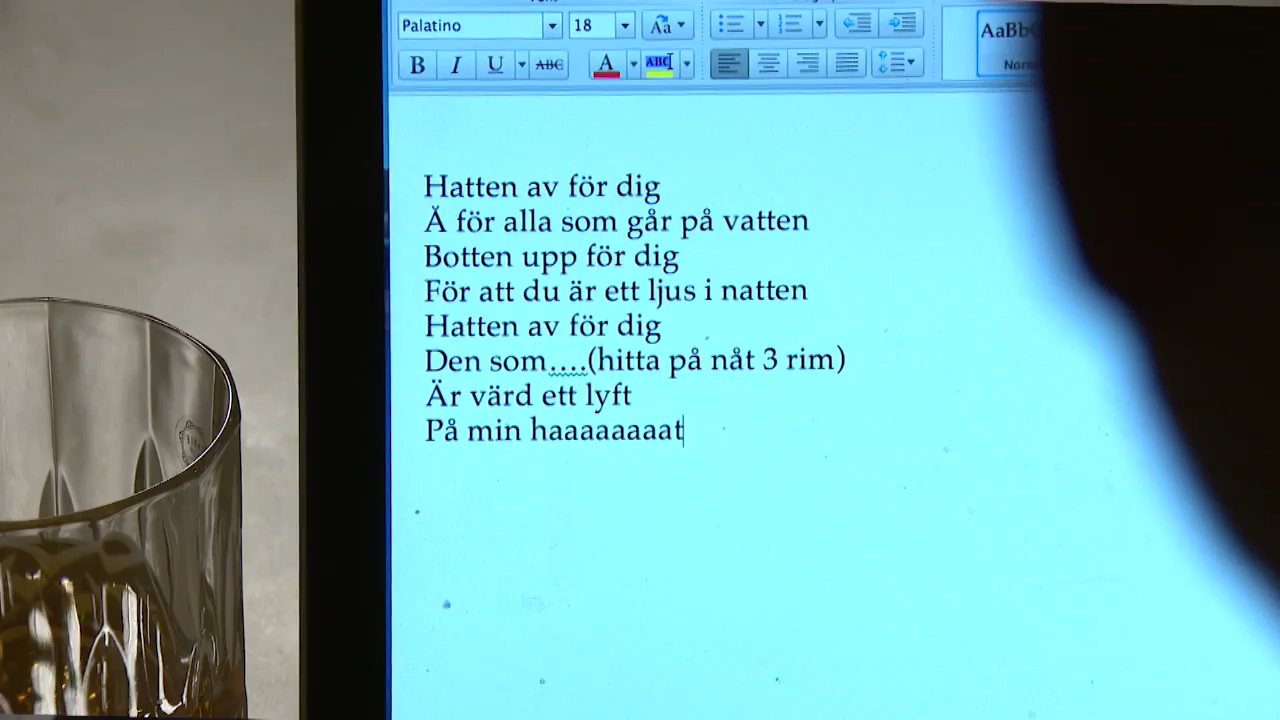 Palatino 18 Aa
B I U ABC A ABC
AaBb
Hatten av för dig
Ä för alla som går på vatten
Botten upp för dig
För att du är ett ljus i natten
Hatten av för dig
Den som....(hitta på nåt 3 rim)
Är värd ett lyft
På min haaaaaaaat